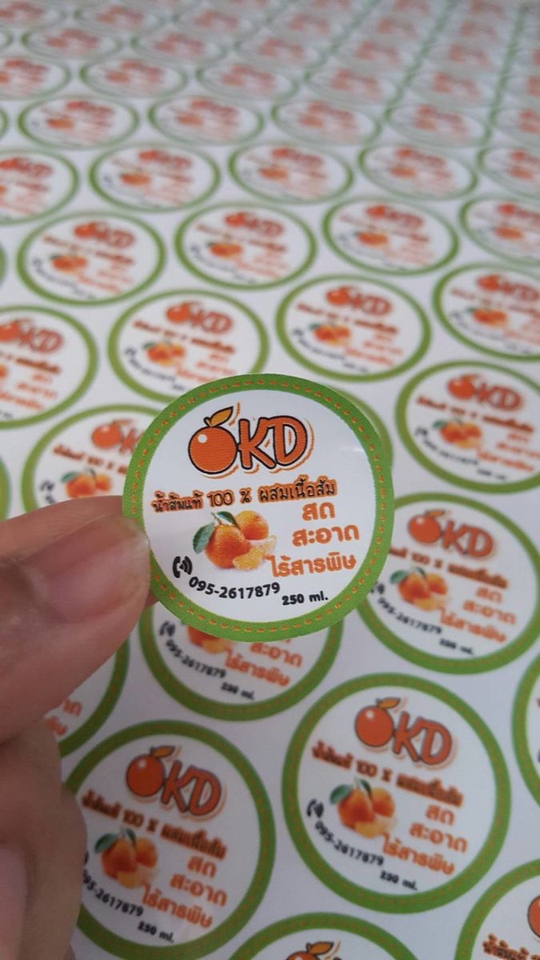 OKD
น้ำส้มแท้ 100 % ผสมเนื้อส้ม
สด
สะอาด
ไร้สารพิษ
095-2617879
250 ml.